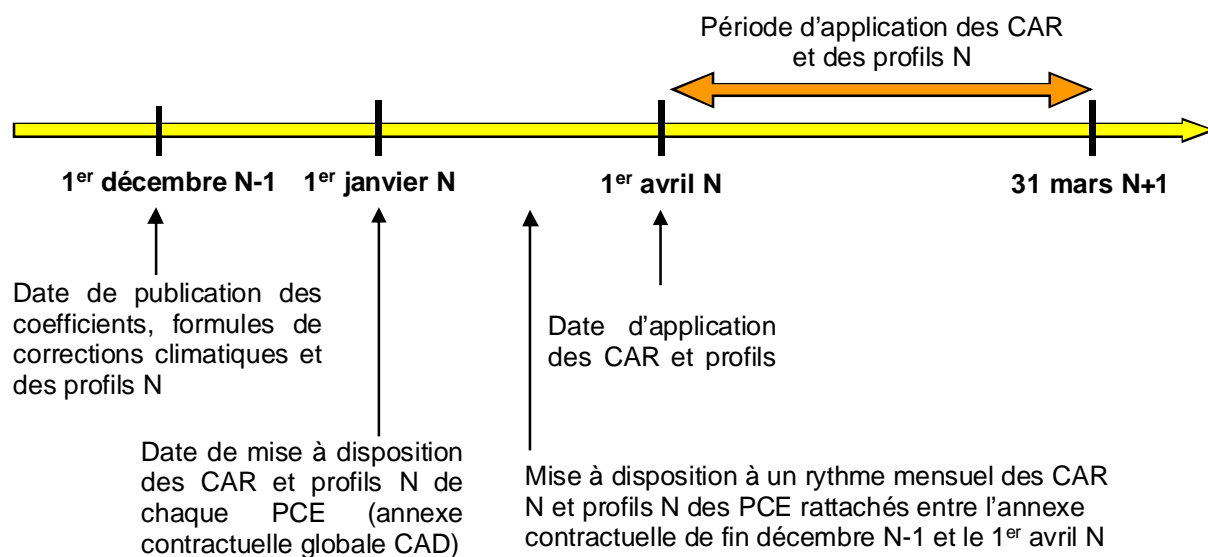 Période d’application des CAR
et des profils N
1er décembre N-1
1er janvier N
1er avril N
31 mars N+1
Date de publication des
coefficients, formules de
corrections climatiques et
des profils N
Date d’application
des CAR et profils
Date de mise à disposition
des CAR et profils N de
chaque PCE (annexe
contractuelle globale CAD)
Mise à disposition à un rythme mensuel des CAR
N et profils N des PCE rattachés entre l’annexe
contractuelle de fin décembre N-1 et le 1er avril N